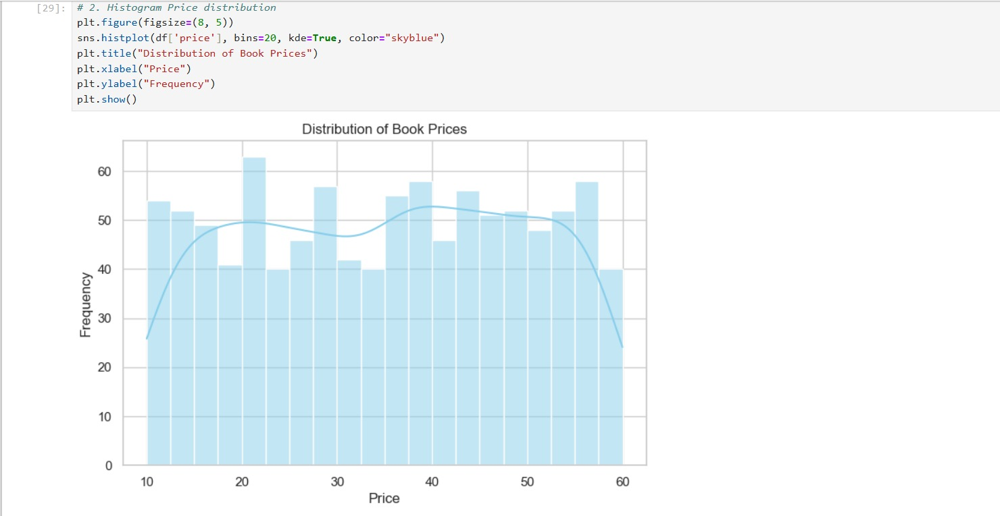 [29]: # 2. Histogram Price distribution
plt.figure(figsize=(8, 5))
sns.histplot(df['price'], bins=20, kde=True, color="skyblue")
plt.title("Distribution of Book Prices")
plt.xlabel("Price")
plt.ylabel("Frequency")
plt.show()
Distribution of Book Prices
60
50
40
30
20
10
0
Frequency
10 20 30 40 50 60
Price